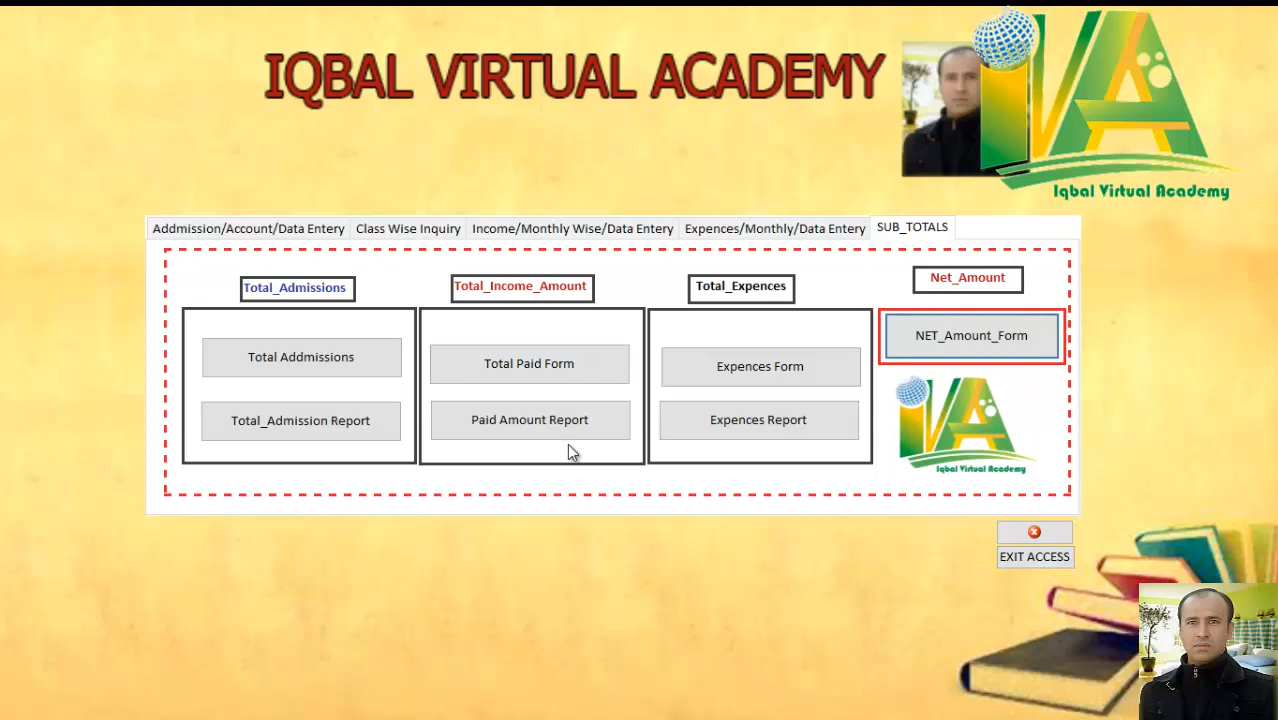 IQBAL VIRTUAL ACADEMY
Iqbal Virtual Academy
Addmission/Account/Data Entery
Class Wise Inquiry
Income/Monthly Wise/Data Entery
Expences/Monthly/Data Entery
SUB_TOTALS
Total_Admissions
Total_Income_Amount
Total_Expences
Net_Amount
Total Addmissions
Total Paid Form
Expences Form
NET_Amount_Form
Total_Admission Report
Paid Amount Report
Expences Report
Iqbal Virtual Academy
EXIT ACCESS